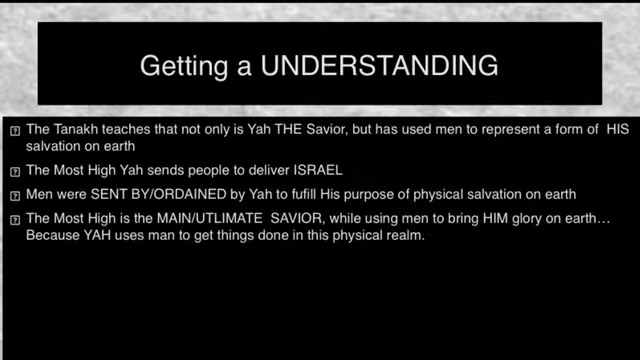 Getting a UNDERSTANDING
The Tanakh teaches that not only is Yah THE Savior, but has used men to represent a form of HIS
salvation on earth
The Most High Yah sends people to deliver ISRAEL
Men were SENT BY/ORDAINED by Yah to fufill His purpose of physical salvation on earth
The Most High is the MAIN/UTLIMATE SAVIOR, while using men to bring HIM glory on earth…
Because YAH uses man to get things done in this physical realm.